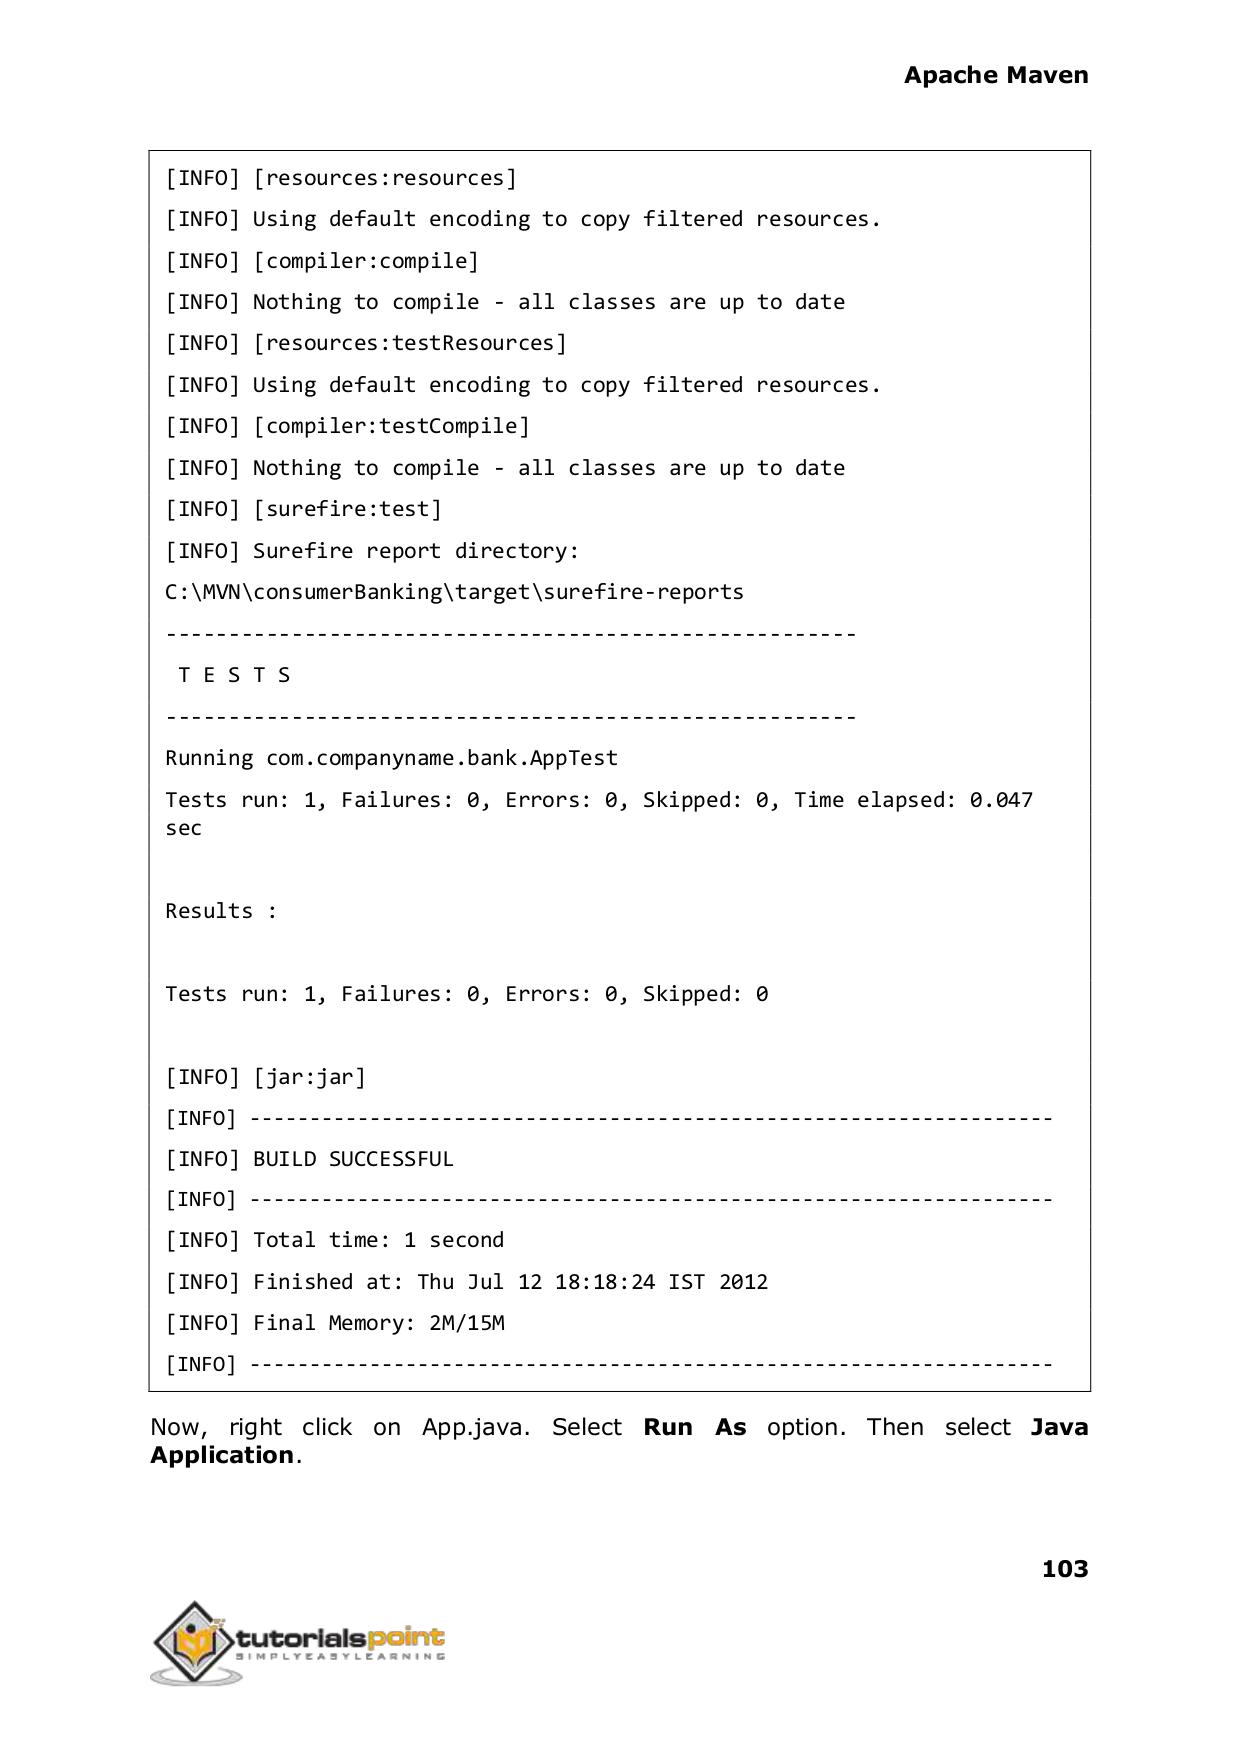 Apache Maven
[INFO] [resources:resources]
[INFO] Using default encoding to copy filtered resources.
[INFO] [compiler:compile]
[INFO] Nothing to compile - all classes are up to date
[INFO] [resources:testResources]
[INFO] Using default encoding to copy filtered resources.
[INFO] [compiler:testCompile]
[INFO] Nothing to compile - all classes are up to date
[INFO] [surefire:test]
[INFO] Surefire report directory:
C:\MVN\consumerBanking\target\surefire-reports
-------------------------------------------------------
T E S T S
-------------------------------------------------------
Running com.companyname.bank.AppTest
Tests run: 1, Failures: 0, Errors: 0, Skipped: 0, Time elapsed: 0.047
sec
Results :
Tests run: 1, Failures: 0, Errors: 0, Skipped: 0
[INFO] [jar:jar]
[INFO] -------------------------------------------------------------------
[INFO] BUILD SUCCESSFUL
[INFO] -------------------------------------------------------------------
[INFO] Total time: 1 second
[INFO] Finished at: Thu Jul 12 18:18:24 IST 2012
[INFO] Final Memory: 2M/15M
[INFO] -------------------------------------------------------------------
Now, right click on App.java. Select Run As option. Then select Java
Application.
103
tutorialspoint
SIMPLYEASYLEARNING